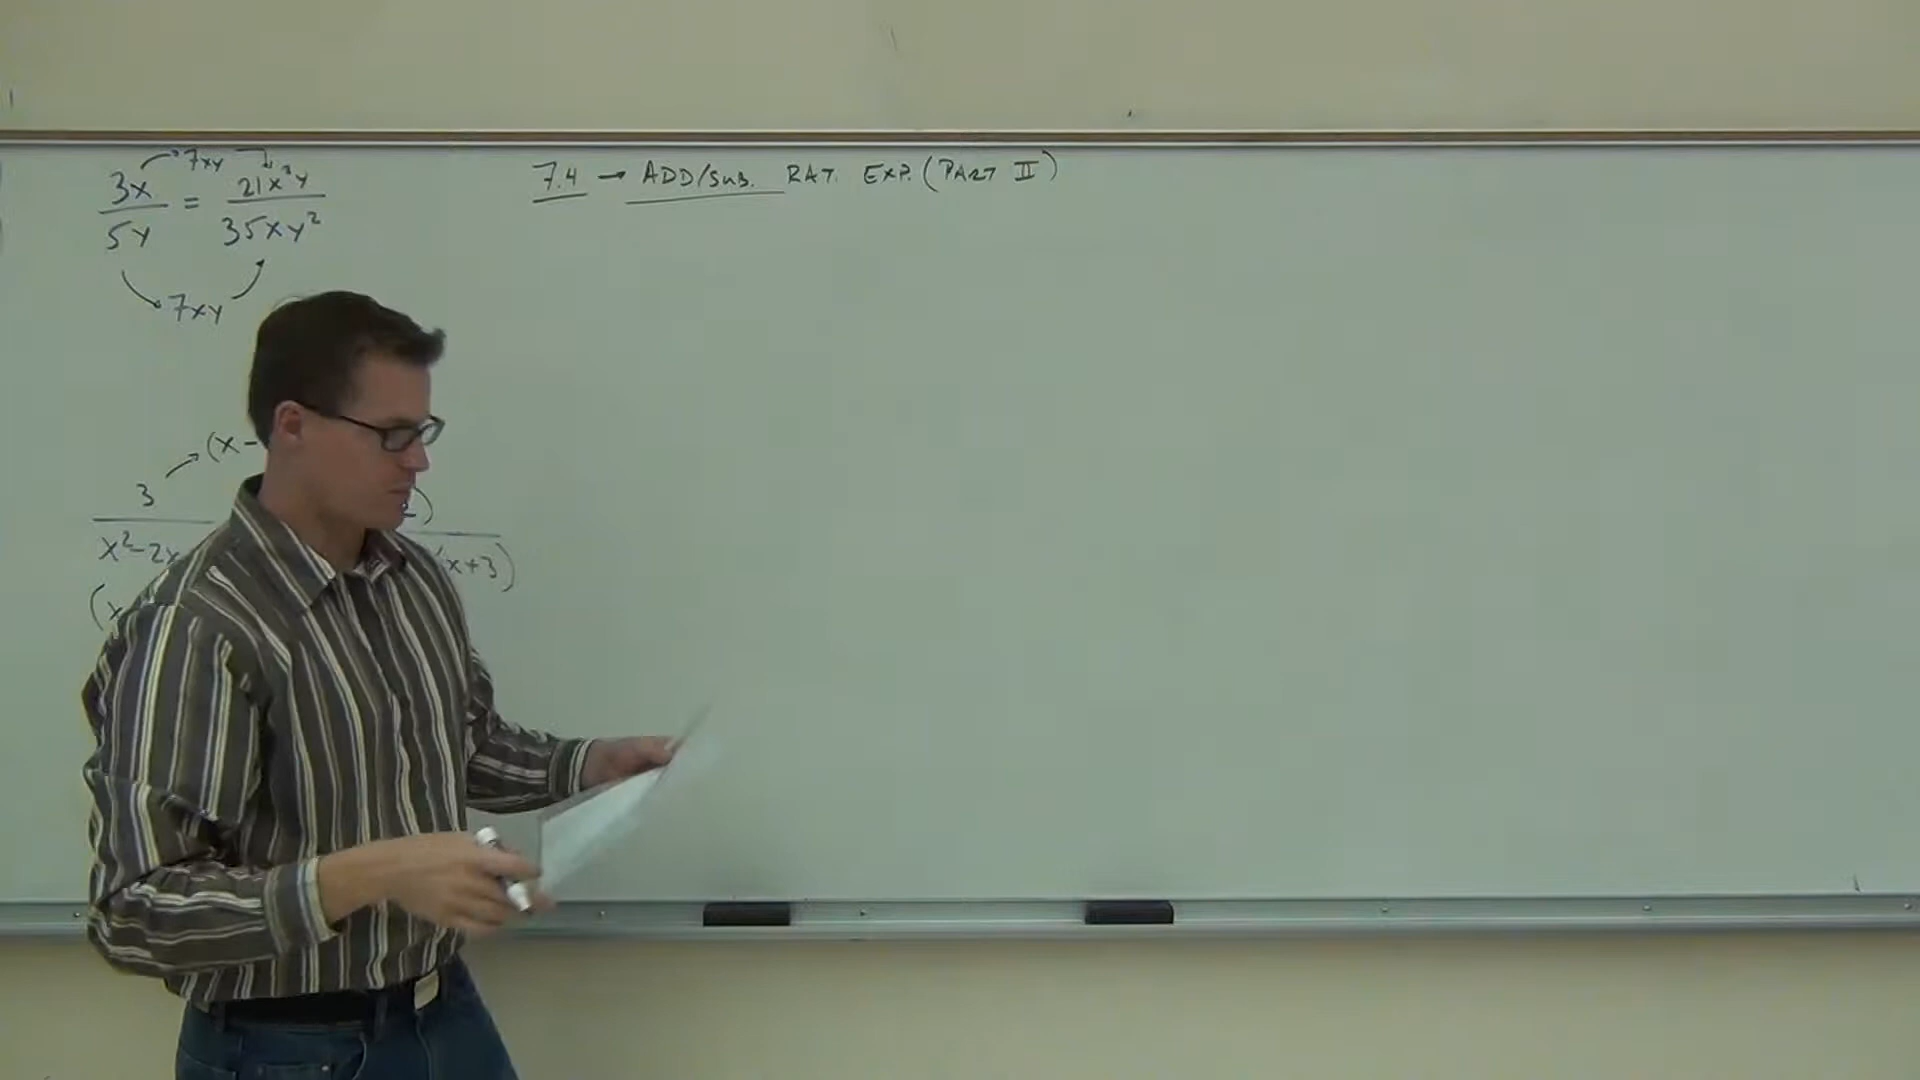 7xy
3x/5y = 21x²y/35xy²
7xy
7.4 → ADD/SUB. RAT. EXP. (PART II)
(x-
3
x²-2x
x+3)
(x